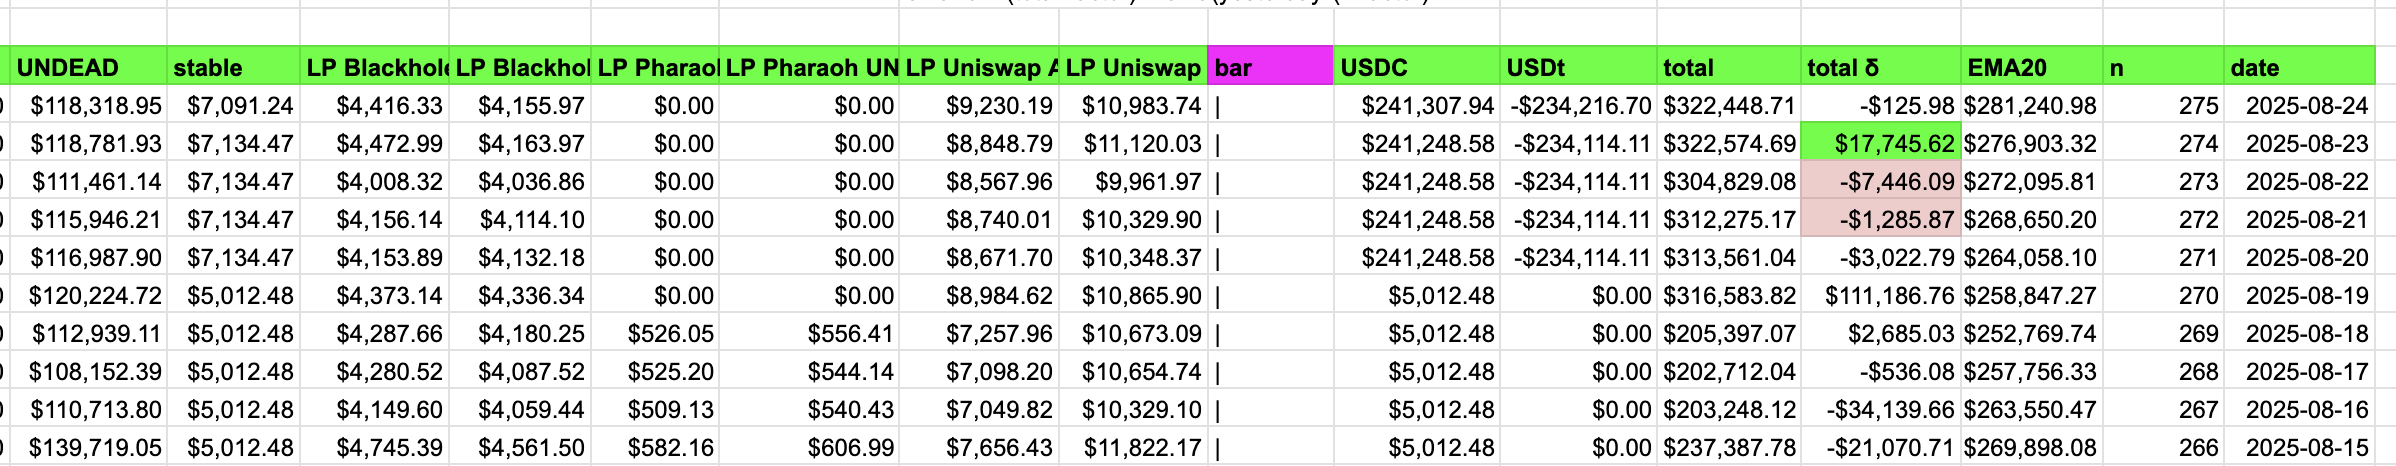 UNDEAD stable LP Blackhole LP Blackhol LP Pharaol LP Pharaoh UN LP Uniswap A LP Uniswap bar USDC USDt total total δ EMA20 n date
$118,318.95 $7,091.24 $4,416.33 $4,155.97 $0.00 $0.00 $9,230.19 $10,983.74 | $241,307.94 -$234,216.70 $322,448.71 -$125.98 $281,240.98 275 2025-08-24
$118,781.93 $7,134.47 $4,472.99 $4,163.97 $0.00 $0.00 $8,848.79 $11,120.03 | $241,248.58 -$234,114.11 $322,574.69 $17,745.62 $276,903.32 274 2025-08-23
$111,461.14 $7,134.47 $4,008.32 $4,036.86 $0.00 $0.00 $8,567.96 $9,961.97 | $241,248.58 -$234,114.11 $304,829.08 -$7,446.09 $272,095.81 273 2025-08-22
$115,946.21 $7,134.47 $4,156.14 $4,114.10 $0.00 $0.00 $8,740.01 $10,329.90 | $241,248.58 -$234,114.11 $312,275.17 -$1,285.87 $268,650.20 272 2025-08-21
$116,987.90 $7,134.47 $4,153.89 $4,132.18 $0.00 $0.00 $8,671.70 $10,348.37 | $241,248.58 -$234,114.11 $313,561.04 -$3,022.79 $264,058.10 271 2025-08-20
$120,224.72 $5,012.48 $4,373.14 $4,336.34 $0.00 $0.00 $8,984.62 $10,865.90 | $5,012.48 $0.00 $316,583.82 $111,186.76 $258,847.27 270 2025-08-19
$112,939.11 $5,012.48 $4,287.66 $4,180.25 $526.05 $556.41 $7,257.96 $10,673.09 | $5,012.48 $0.00 $205,397.07 $2,685.03 $252,769.74 269 2025-08-18
$108,152.39 $5,012.48 $4,280.52 $4,087.52 $525.20 $544.14 $7,098.20 $10,654.74 | $5,012.48 $0.00 $202,712.04 -$536.08 $257,756.33 268 2025-08-17
$110,713.80 $5,012.48 $4,149.60 $4,059.44 $509.13 $540.43 $7,049.82 $10,329.10 | $5,012.48 $0.00 $203,248.12 -$34,139.66 $263,550.47 267 2025-08-16
$139,719.05 $5,012.48 $4,745.39 $4,561.50 $582.16 $606.99 $7,656.43 $11,822.17 | $5,012.48 $0.00 $237,387.78 -$21,070.71 $269,898.08 266 2025-08-15